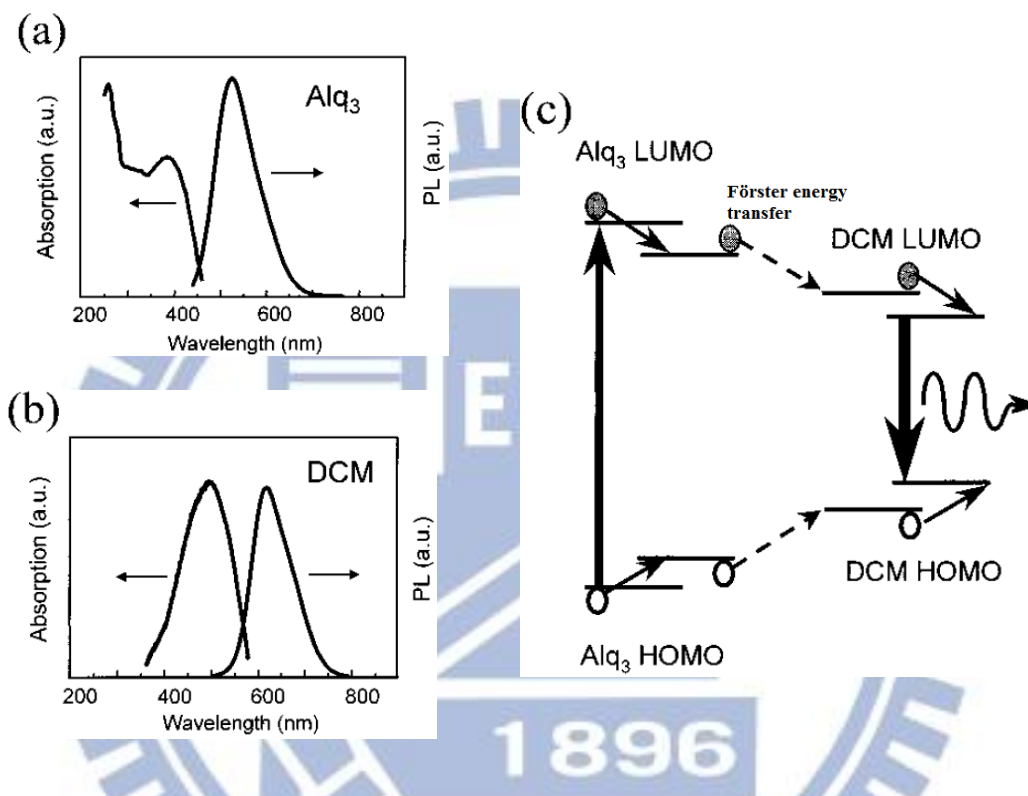 (a)
Alq₃
Absorption (a.u.)
PL (a.u.)
200 400 600 800
Wavelength (nm)
(b)
DCM
Absorption (a.u.)
PL (a.u.)
200 400 600 800
Wavelength (nm)
(c)
Alq₃ LUMO
Förster energy
transfer
DCM LUMO
DCM HOMO
Alq₃ HOMO
E
1896